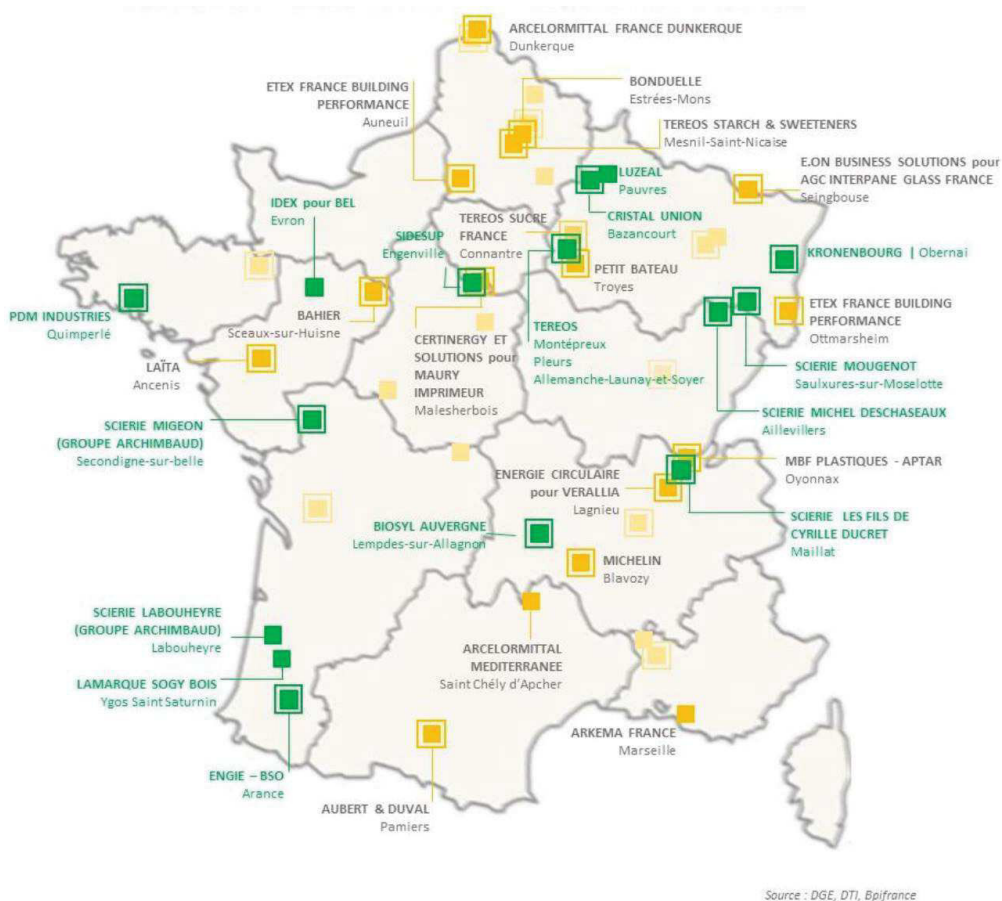 ARCELORMITTAL FRANCE DUNKERQUE
Dunkerque
ETEX FRANCE BUILDING
PERFORMANCE
Auneuil
BONDUELLE
Estrées-Mons
TEREOS STARCH & SWEETENERS
Mesnil-Saint-Nicaise
E.ON BUSINESS SOLUTIONS pour
AGC INTERPANE GLASS FRANCE
Seingbouse
LUZEAL
Pauvres
IDEX pour BEL
Evron
TEREOS SUCRE
FRANCE
Connantre
CRISTAL UNION
Bazancourt
SIDESUP
Engenville
KRONENBOURG | Obernai
PETIT BATEAU
Troyes
PDM INDUSTRIES
Quimperlé
BAHIER
Sceaux-sur-Huisne
ETEX FRANCE BUILDING
PERFORMANCE
Ottmarsheim
CERTINERGY ET
SOLUTIONS pour
MAURY
IMPRIMEUR
Malesherbois
TEREOS
Montépreux
Pleurs
Allemanche-Launay-et-Soyer
LAÏTA
Ancenis
SCIERIE MOUGENOT
Saulxures-sur-Moselotte
SCIERIE MIGEON
(GROUPE ARCHIMBAUD)
Secondigne-sur-belle
SCIERIE MICHEL DESCHASEAUX
Aillevillers
MBF PLASTIQUES - APTAR
Oyonnax
ENERGIE CIRCULAIRE
pour VERALLIA
Lagnieu
SCIERIE LES FILS DE
CYRILLE DUCRET
Maillat
BIOSYL AUVERGNE
Lempdes-sur-Allagnon
MICHELIN
Blavozy
SCIERIE LABOUHEYRE
(GROUPE ARCHIMBAUD)
Labouheyre
ARCELORMITTAL
MEDITERRANEE
Saint Chély d'Apcher
LAMARQUE SOGY BOIS
Ygos Saint Saturnin
ARKEMA FRANCE
Marseille
ENGIE – BSO
Arance
AUBERT & DUVAL
Pamiers
Source : DGE, DTI, Bpifrance